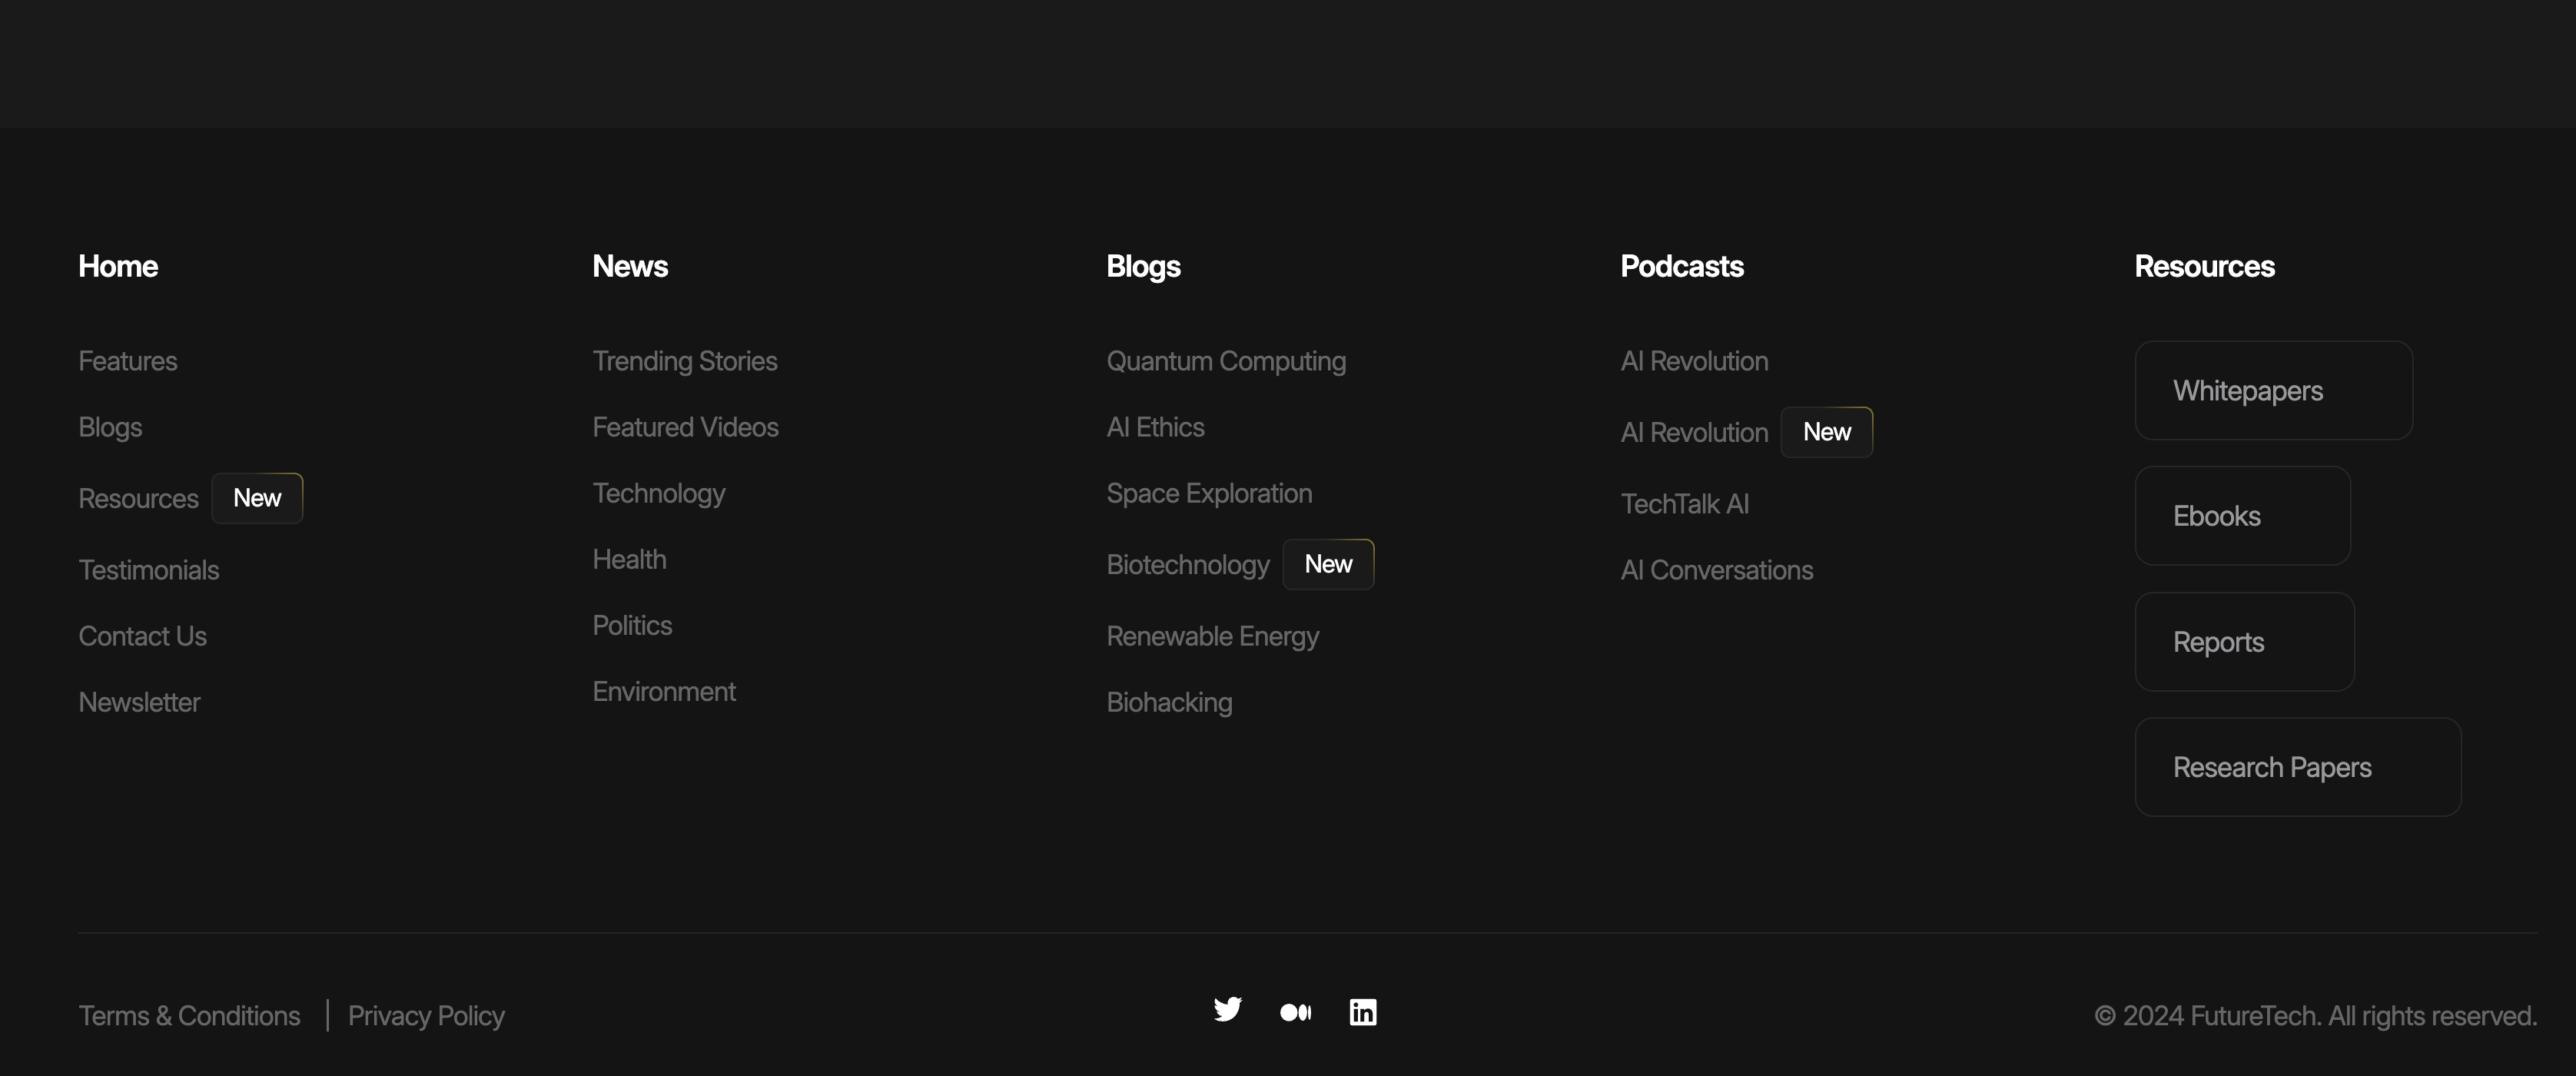 Home
Features
Blogs
Resources New
Testimonials
Contact Us
Newsletter
News
Trending Stories
Featured Videos
Technology
Health
Politics
Environment
Blogs
Quantum Computing
AI Ethics
Space Exploration
Biotechnology New
Renewable Energy
Biohacking
Podcasts
AI Revolution
AI Revolution New
TechTalk AI
AI Conversations
Resources
Whitepapers
Ebooks
Reports
Research Papers
Terms & Conditions | Privacy Policy
in
© 2024 FutureTech. All rights reserved.